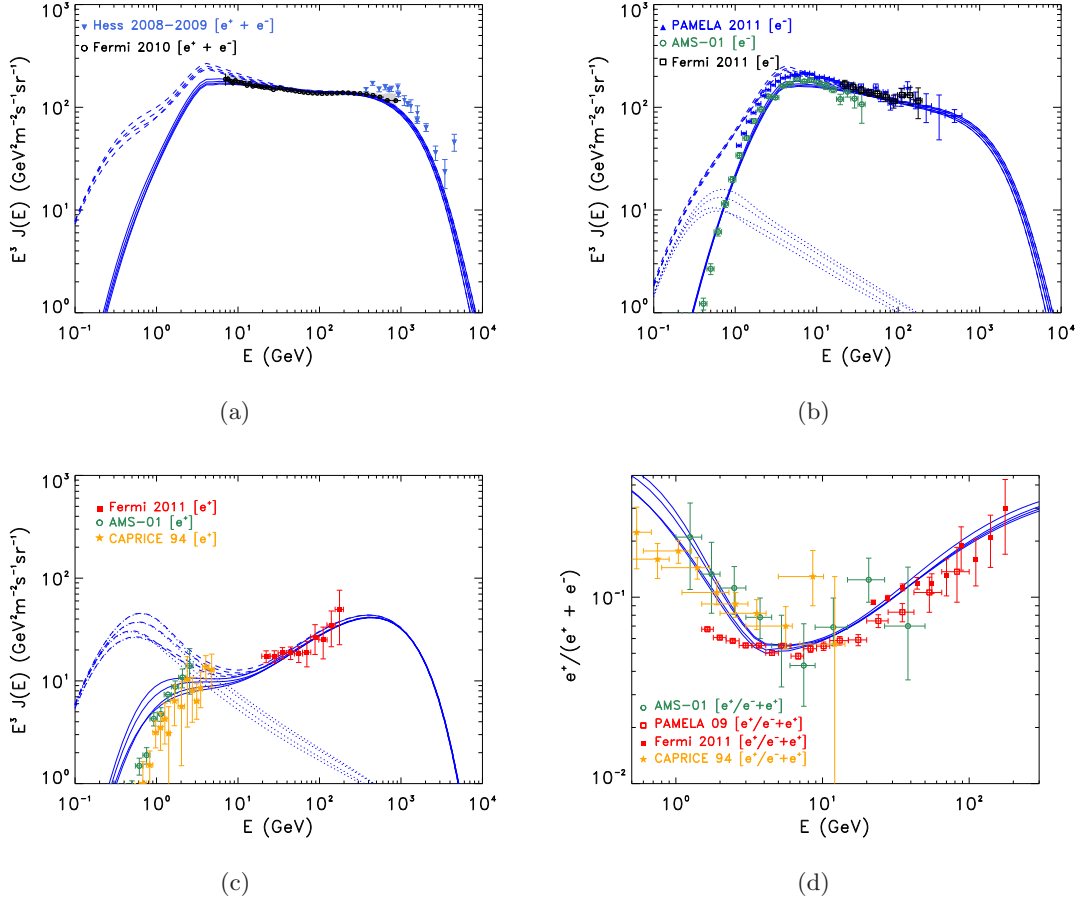 Hess 2008-2009 [e⁺ + e⁻]
Fermi 2010 [e⁺ + e⁻]
E³ J(E) (GeV²m⁻²s⁻¹sr⁻¹)
10³
10²
10¹
10⁰
10⁻¹ 10⁰ 10¹ 10² 10³ 10⁴
E (GeV)
(a)
PAMELA 2011 [e⁻]
AMS-01 [e⁻]
Fermi 2011 [e⁻]
E³ J(E) (GeV²m⁻²s⁻¹sr⁻¹)
10³
10²
10¹
10⁰
10⁻¹ 10⁰ 10¹ 10² 10³ 10⁴
E (GeV)
(b)
Fermi 2011 [e⁺]
AMS-01 [e⁺]
CAPRICE 94 [e⁺]
E³ J(E) (GeV²m⁻²s⁻¹sr⁻¹)
10³
10²
10¹
10⁰
10⁻¹ 10⁰ 10¹ 10² 10³ 10⁴
E (GeV)
(c)
e⁺/(e⁺ + e⁻)
10⁻¹
10⁻²
AMS-01 [e⁺/e⁻+e⁺]
PAMELA 09 [e⁺/e⁻+e⁺]
Fermi 2011 [e⁺/e⁻+e⁺]
CAPRICE 94 [e⁺/e⁻+e⁺]
10⁰ 10¹ 10²
E (GeV)
(d)